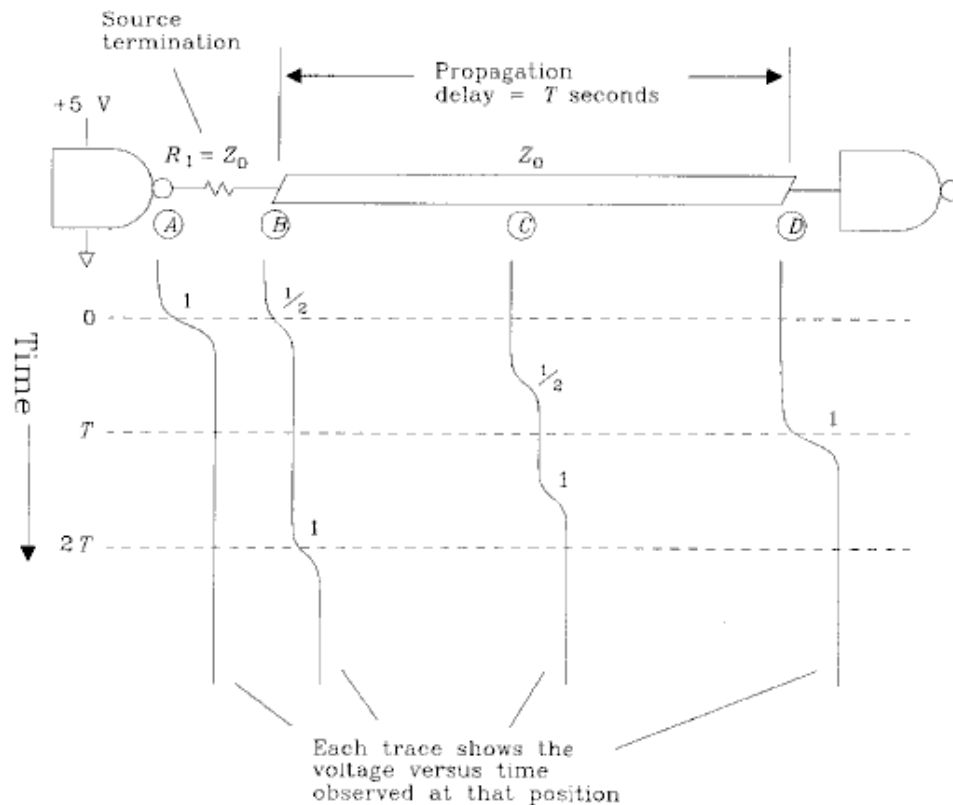 Source
termination
Propagation
delay = T seconds
+5 V
R₁ = Z₀
Z₀
A
B
C
D
1
1/2
0
1/2
T
1
1
1
2T
Time
Each trace shows the
voltage versus time
observed at that position